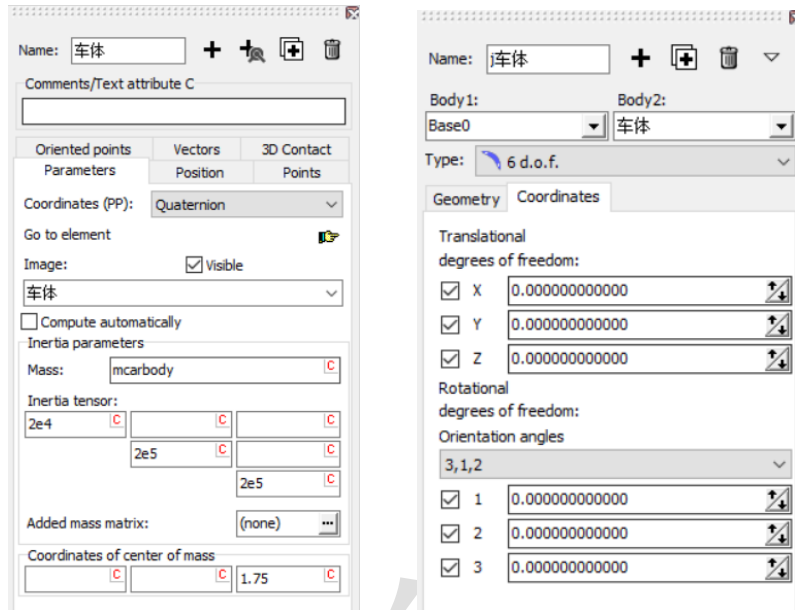 Name: 车体
Comments/Text attribute C
Oriented points Vectors 3D Contact
Parameters Position Points
Coordinates (PP): Quaternion
Go to element
Image: Visible
车体
Compute automatically
Inertia parameters
Mass: mcarbody C
Inertia tensor:
2e4 C C C
2e5 C C
2e5 C
Added mass matrix: (none) ...
Coordinates of center of mass
C C 1.75 C
Name: j车体
Body1: Body2:
Base0 车体
Type: 6 d.o.f.
Geometry Coordinates
Translational
degrees of freedom:
X 0.000000000000
Y 0.000000000000
Z 0.000000000000
Rotational
degrees of freedom:
Orientation angles
3,1,2
1 0.000000000000
2 0.000000000000
3 0.000000000000